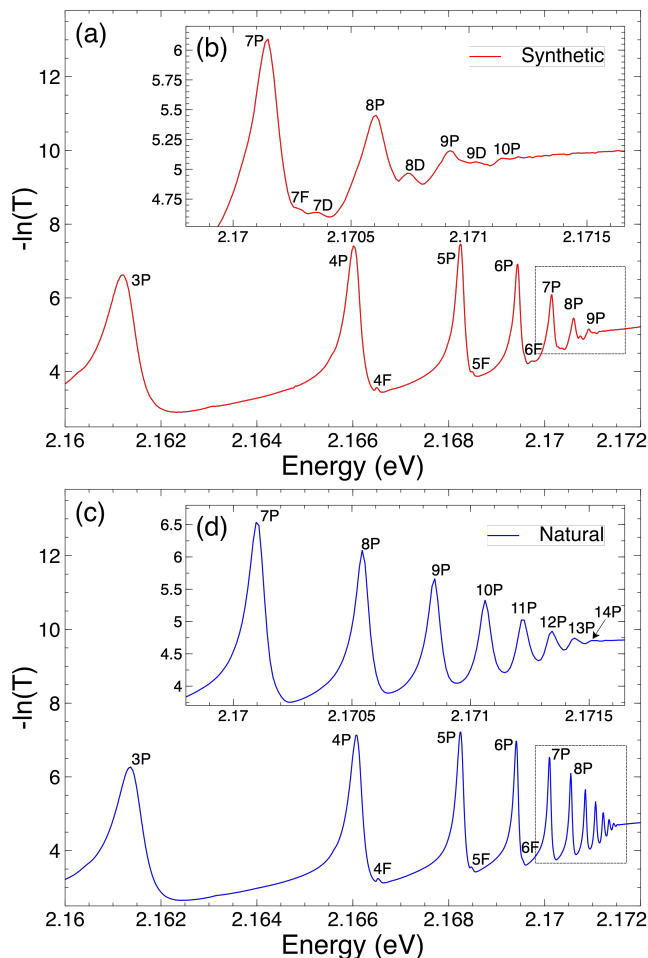 (a)
(b)
Synthetic
7P
8P
9P
10P
7F
7D
8D
9D
6
5.75
5.5
5.25
5
4.75
2.17
2.1705
2.171
2.1715
12
10
8
6
4
-ln(T)
3P
4P
4F
5P
5F
6P
6F
7P
8P
9P
2.16
2.162
2.164
2.166
2.168
2.17
2.172
Energy (eV)
(c)
(d)
Natural
7P
8P
9P
10P
11P
12P
13P
14P
6.5
6
5.5
5
4.5
4
2.17
2.1705
2.171
2.1715
12
10
8
6
4
-ln(T)
3P
4P
4F
5P
5F
6P
6F
7P
8P
2.16
2.162
2.164
2.166
2.168
2.17
2.172
Energy (eV)